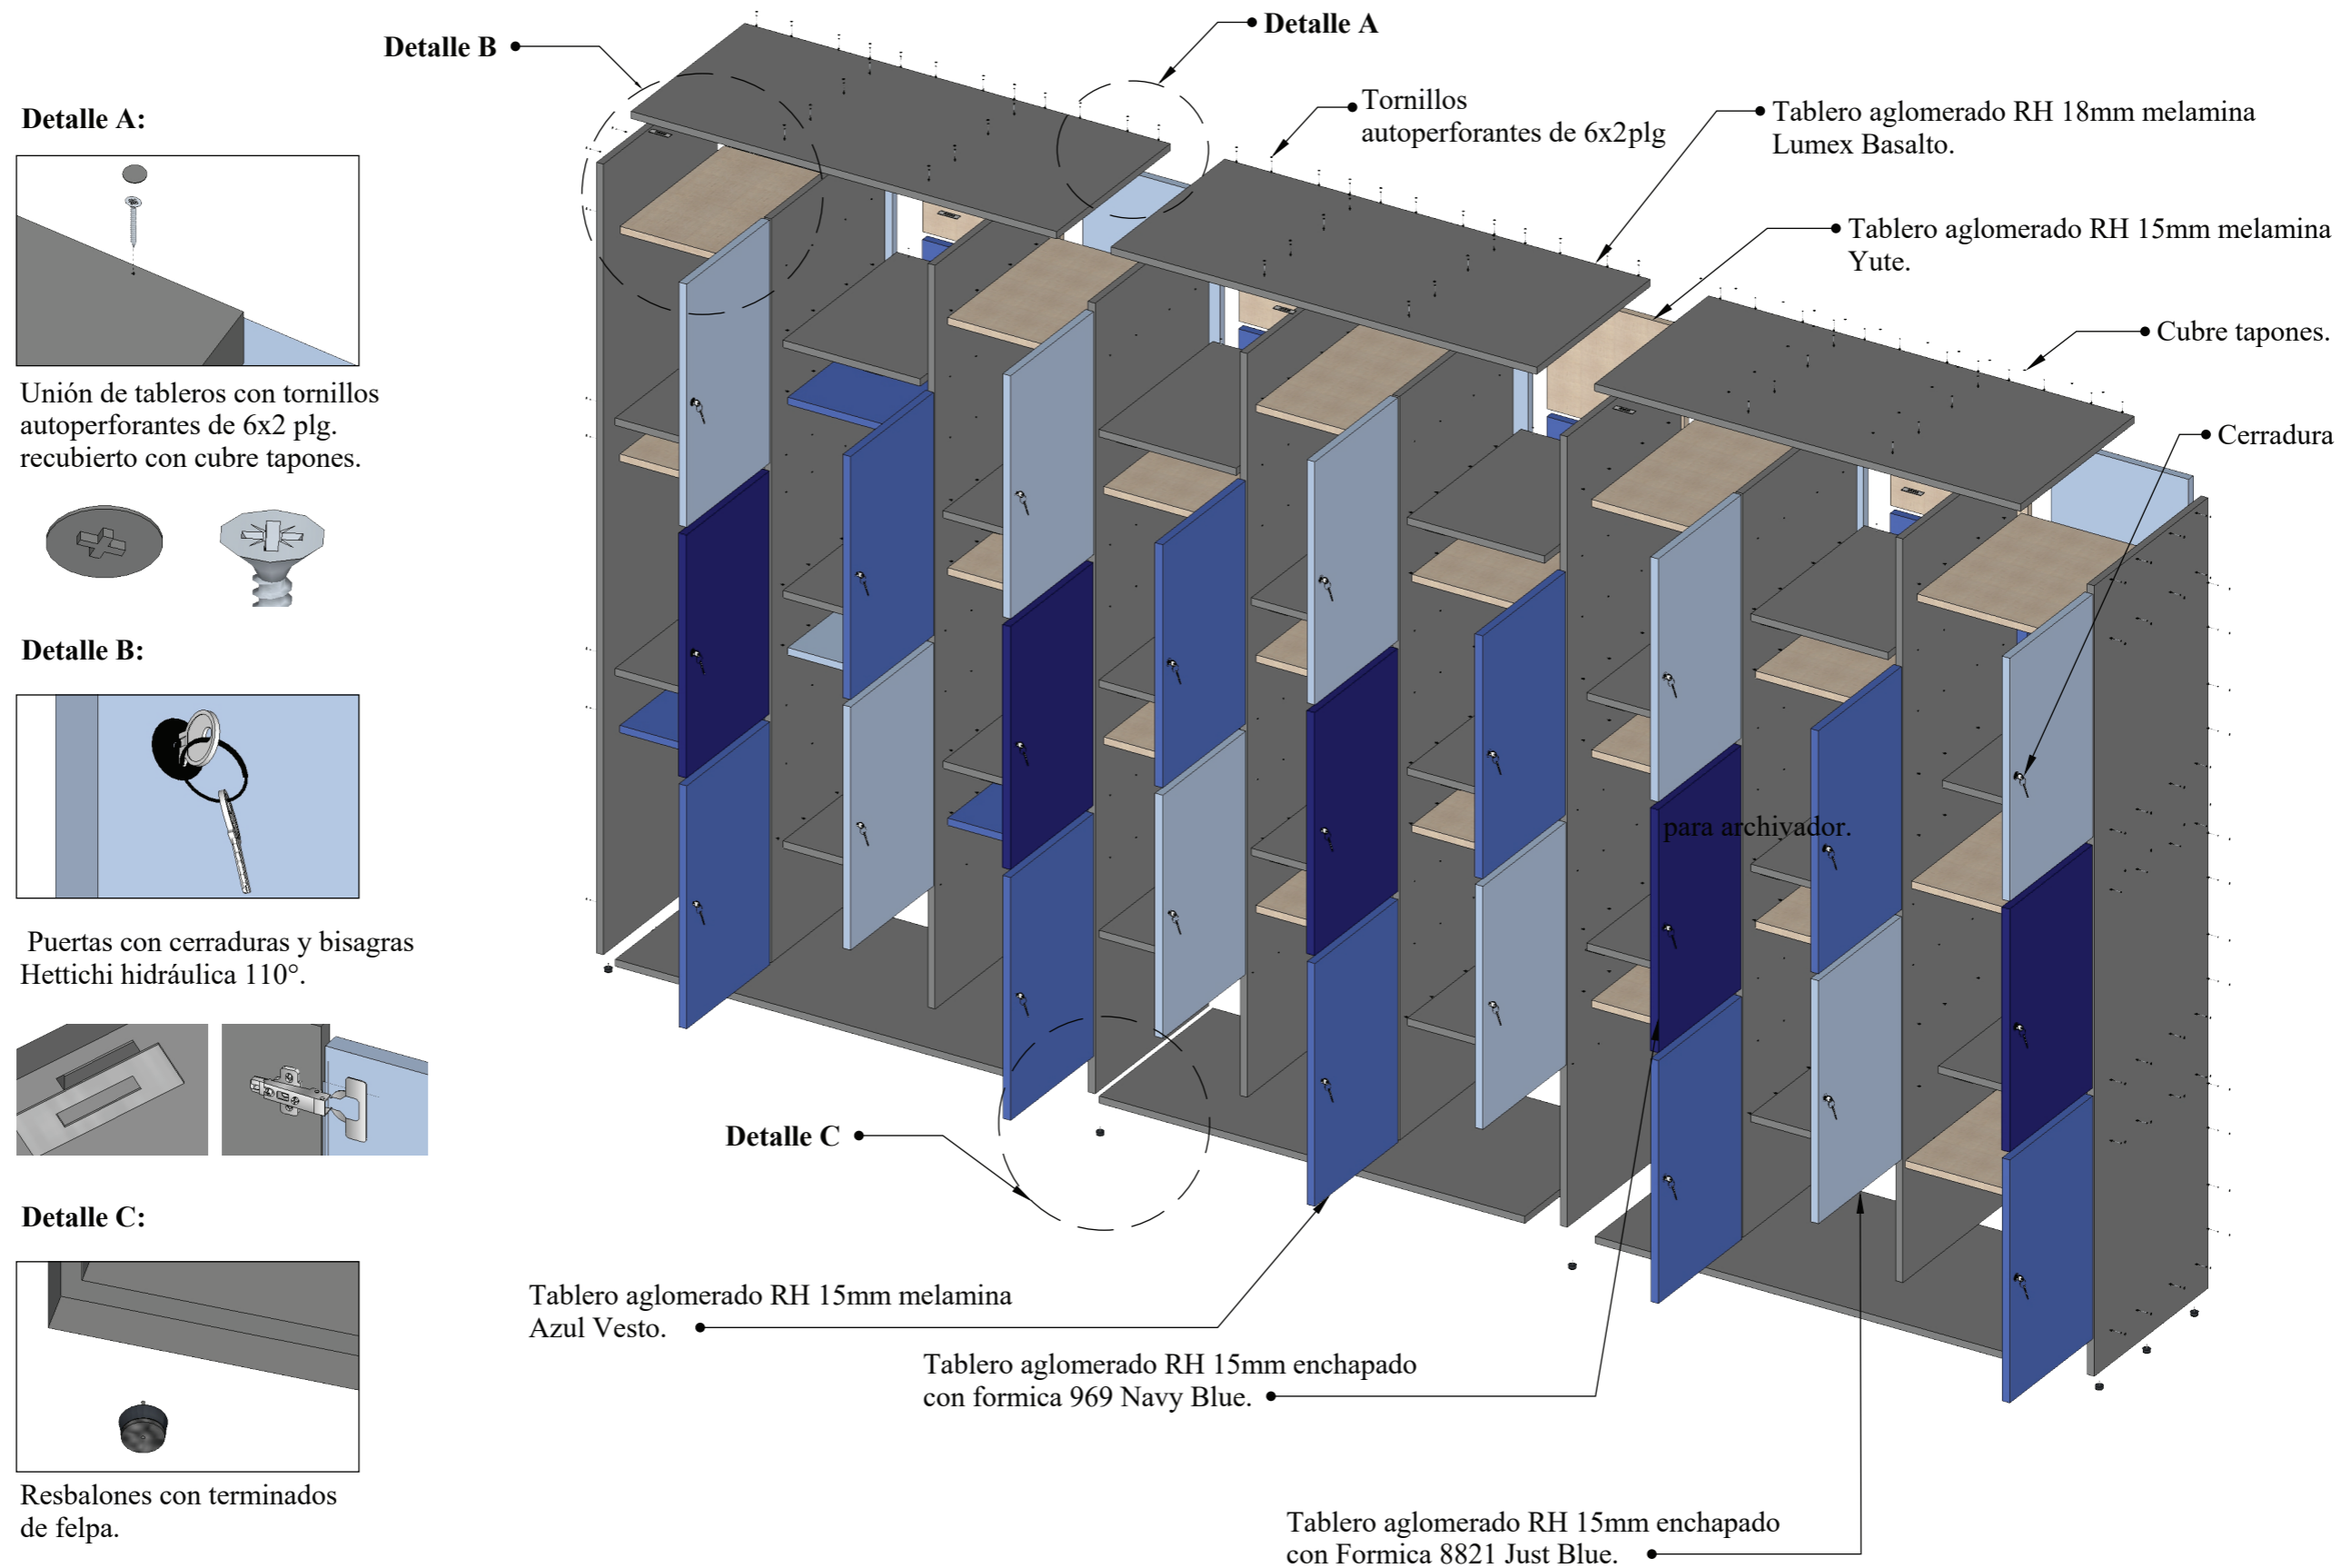 Detalle A:
Unión de tableros con tornillos
autoperforantes de 6x2 plg.
recubierto con cubre tapones.
Detalle B:
Puertas con cerraduras y bisagras
Hettichi hidráulica 110°.
Detalle C:
Resbalones con terminados
de felpa.
Detalle B
Detalle A
Tornillos
autoperforantes de 6x2plg
Tablero aglomerado RH 18mm melamina
Lumex Basalto.
Tablero aglomerado RH 15mm melamina
Yute.
Cubre tapones.
Cerradura
para archivador.
Detalle C
Tablero aglomerado RH 15mm melamina
Azul Vesto.
Tablero aglomerado RH 15mm enchapado
con formica 969 Navy Blue.
Tablero aglomerado RH 15mm enchapado
con Formica 8821 Just Blue.